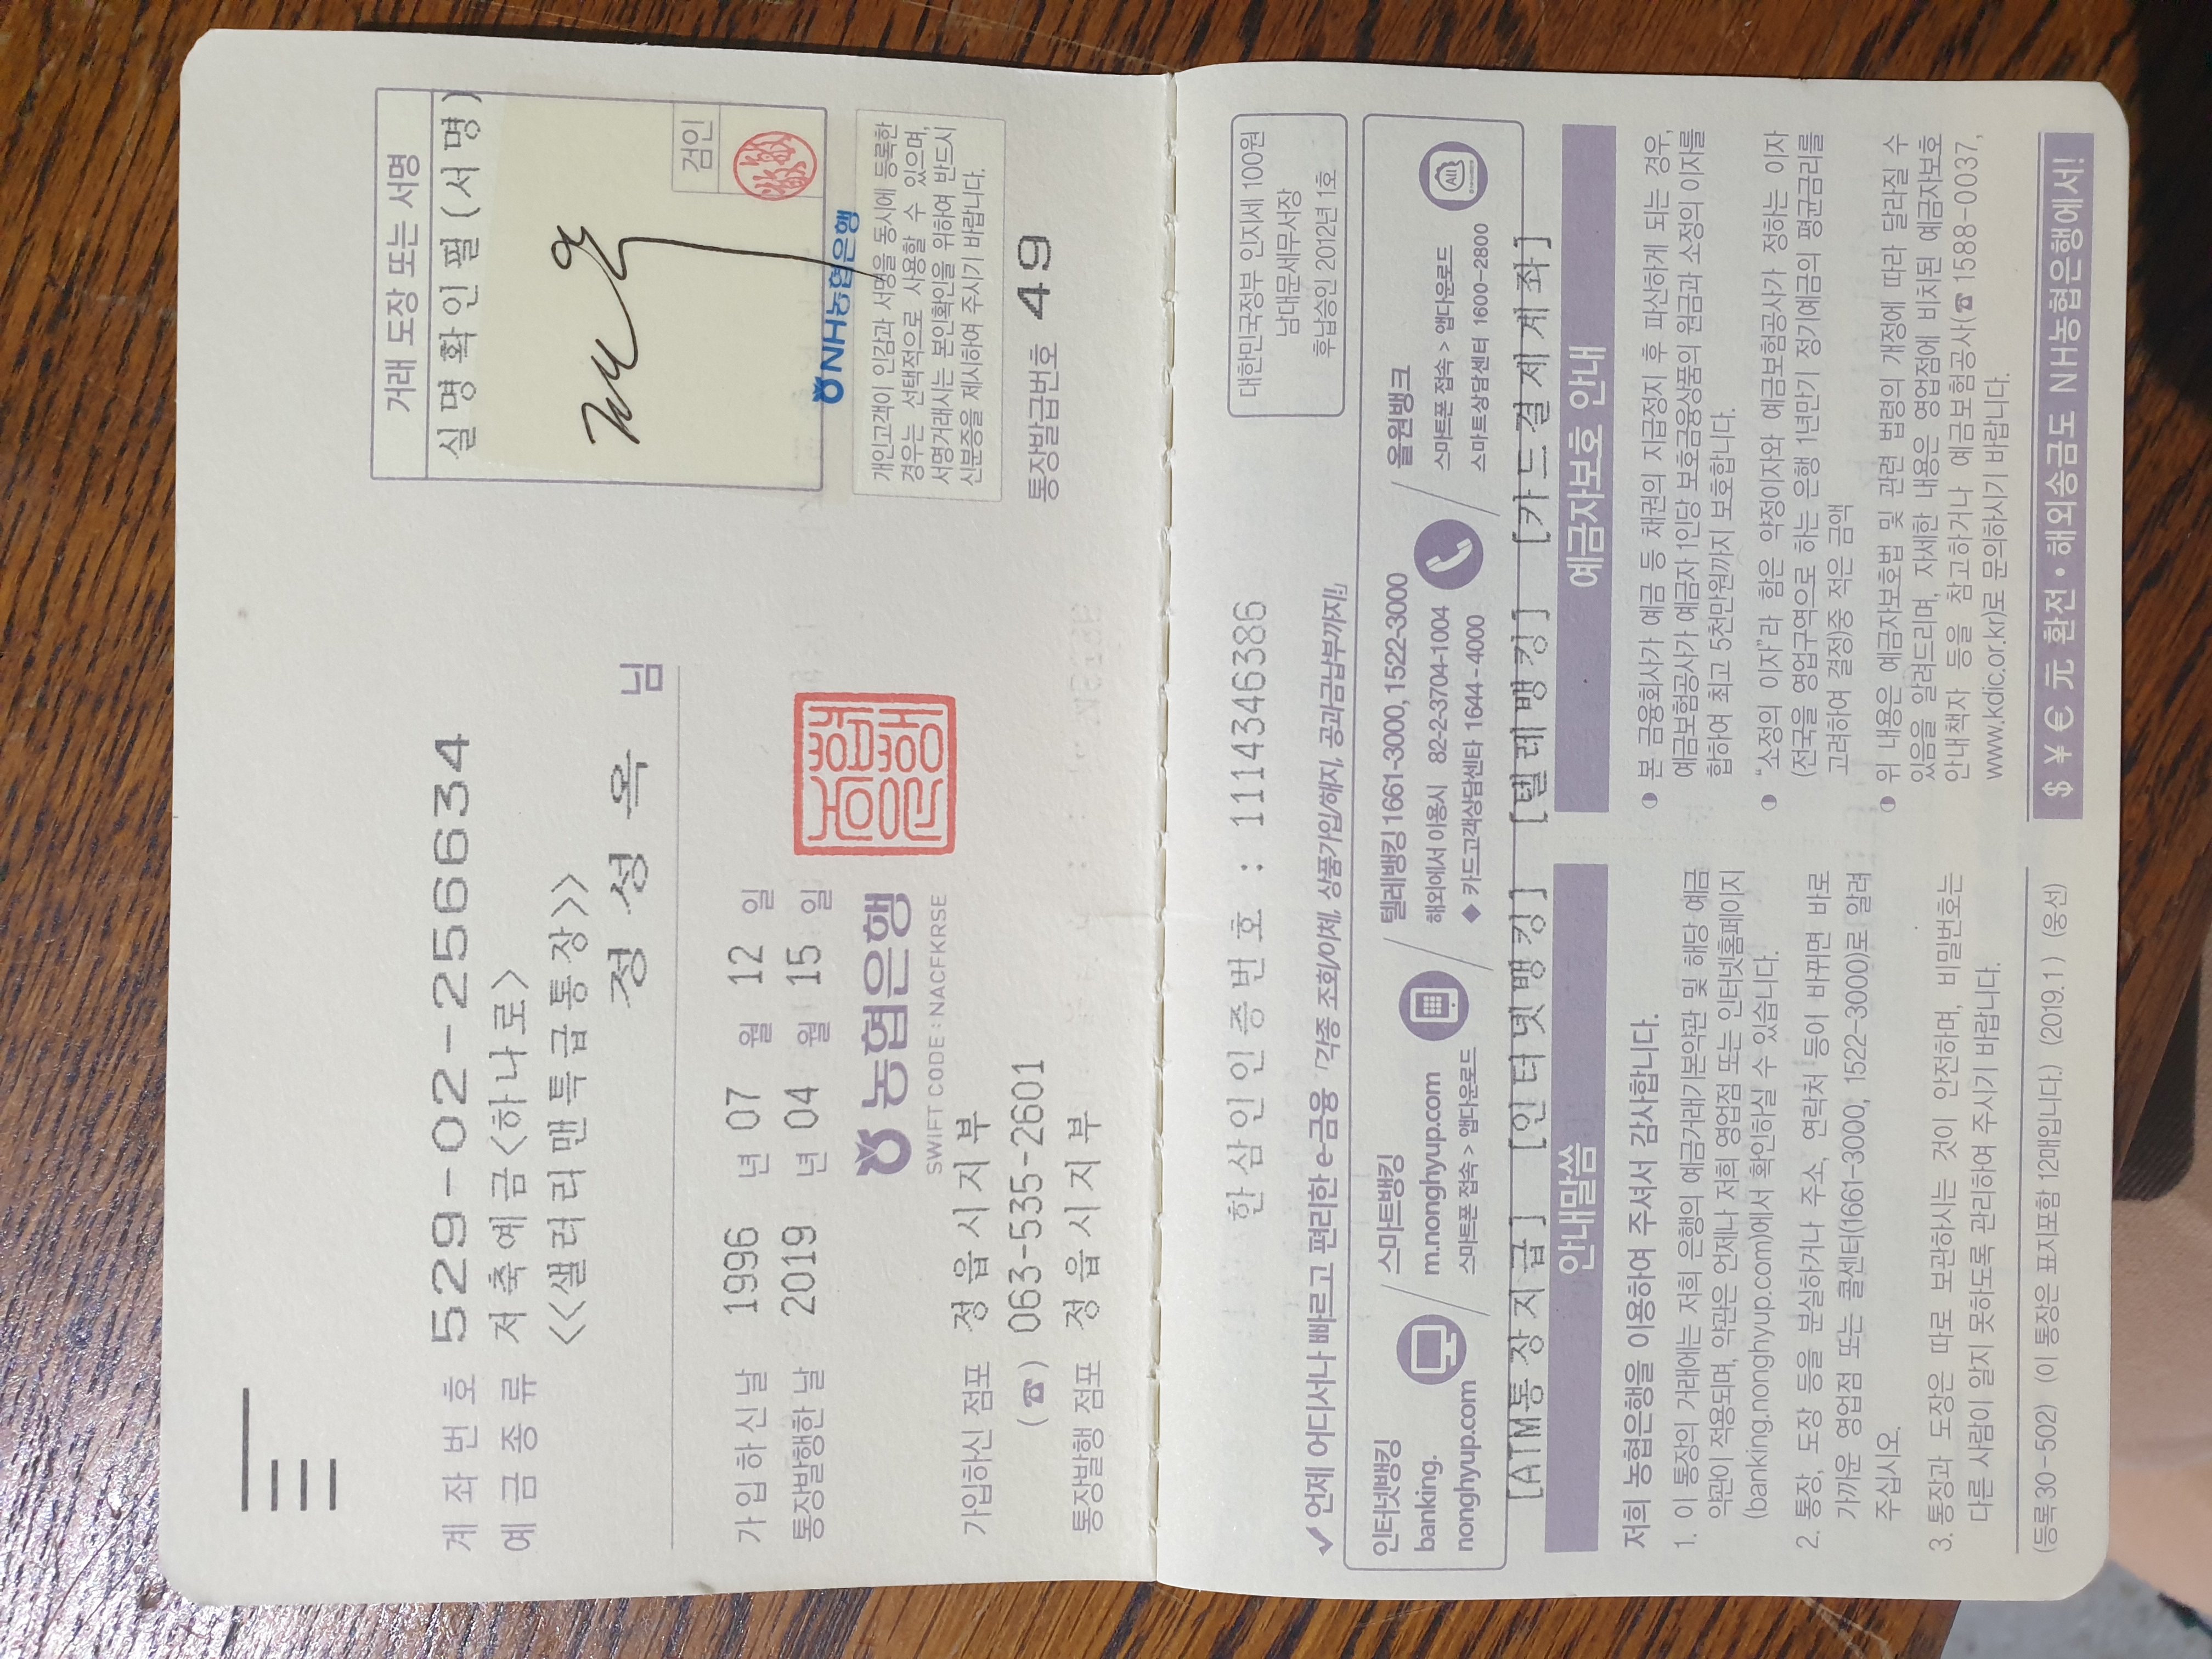 거래 도장 또는 서명
실명확인필(서명)
검인
NH농협은행
개인고객이 인감과 서명을 동시에 등록한
경우는 선택적으로 사용할 수 있으며,
서명거래시는 본인확인을 위하여 반드시
신분증을 제시하여 주시기 바랍니다.
통장발급번호 49
계좌번호 529-02-256634
예금종류 저축예금<하나로>
<<샐러리맨특급통장>>
정성옥 님
가입하신날 1996 년 07 월 12 일
통장발행한날 2019 년 04 월 15 일
농협은행
SWIFT CODE : NACFKRSE
가입하신 점포 정읍시지부
(☎) 063-535-2601
통장발행 점포 정읍시지부
대한민국정부 인지세 100원
남대문세무서장
후납승인 2012년 1호
한삼인인증번호 : 11143463​86
✓ 언제 어디서나 빠르고 편리한 e-금융 「각종 조회/이체, 상품가입/해지, 공과금납부까지!」
인터넷뱅킹
banking.
nonghyup.com
스마트뱅킹
m.nonghyup.com
스마트폰 접속 > 앱다운로드
텔레뱅킹 1661-3000, 1522-3000
해외에서 이용시 82-2-3704-1004
◆ 카드고객상담센터 1644-4000
올원뱅크
스마트폰 접속 > 앱다운로드
스마트상담센터 1600-2800
All
[ATM통장지급] [인터넷뱅킹] [텔레뱅킹] [카드결제계좌]
안내말씀
저희 농협은행을 이용하여 주셔서 감사합니다.
1. 이 통장의 거래에는 저희 은행의 예금거래기본약관 및 해당 예금
약관이 적용되며, 약관은 언제나 저희 영업점 또는 인터넷홈페이지
(banking.nonghyup.com)에서 확인하실 수 있습니다.
2. 통장, 도장 등을 분실하거나 주소, 연락처 등이 바뀌면 바로
가까운 영업점 또는 콜센터(1661-3000, 1522-3000)로 알려
주십시오.
3. 통장과 도장은 따로 보관하시는 것이 안전하며, 비밀번호는
다른 사람이 알지 못하도록 관리하여 주시기 바랍니다.
(등록 30-502) (이 통장은 표지포함 12매입니다.) (2019.1) (웅선)
예금자보호 안내
◑ 본 금융회사가 예금 등 채권의 지급정지 후 파산하게 되는 경우,
예금보험공사가 예금자 1인당 보호금융상품의 원금과 소정의 이자를
합하여 최고 5천만원까지 보호합니다.
◑ “소정의 이자”라 함은 약정이자와 예금보험공사가 정하는 이자
(전국을 영업구역으로 하는 은행 1년만기 정기예금의 평균금리를
고려하여 결정)중 적은 금액
◑ 위 내용은 예금자보호법 및 관련 법령의 개정에 따라 달라질 수
있음을 알려드리며, 자세한 내용은 영업점에 비치된 예금자보호
안내책자 등을 참고하거나 예금보험공사(☎ 1588-0037,
www.kdic.or.kr)로 문의하시기 바랍니다.
$ ¥ € 元 환전 • 해외송금도 NH농협은행에서!